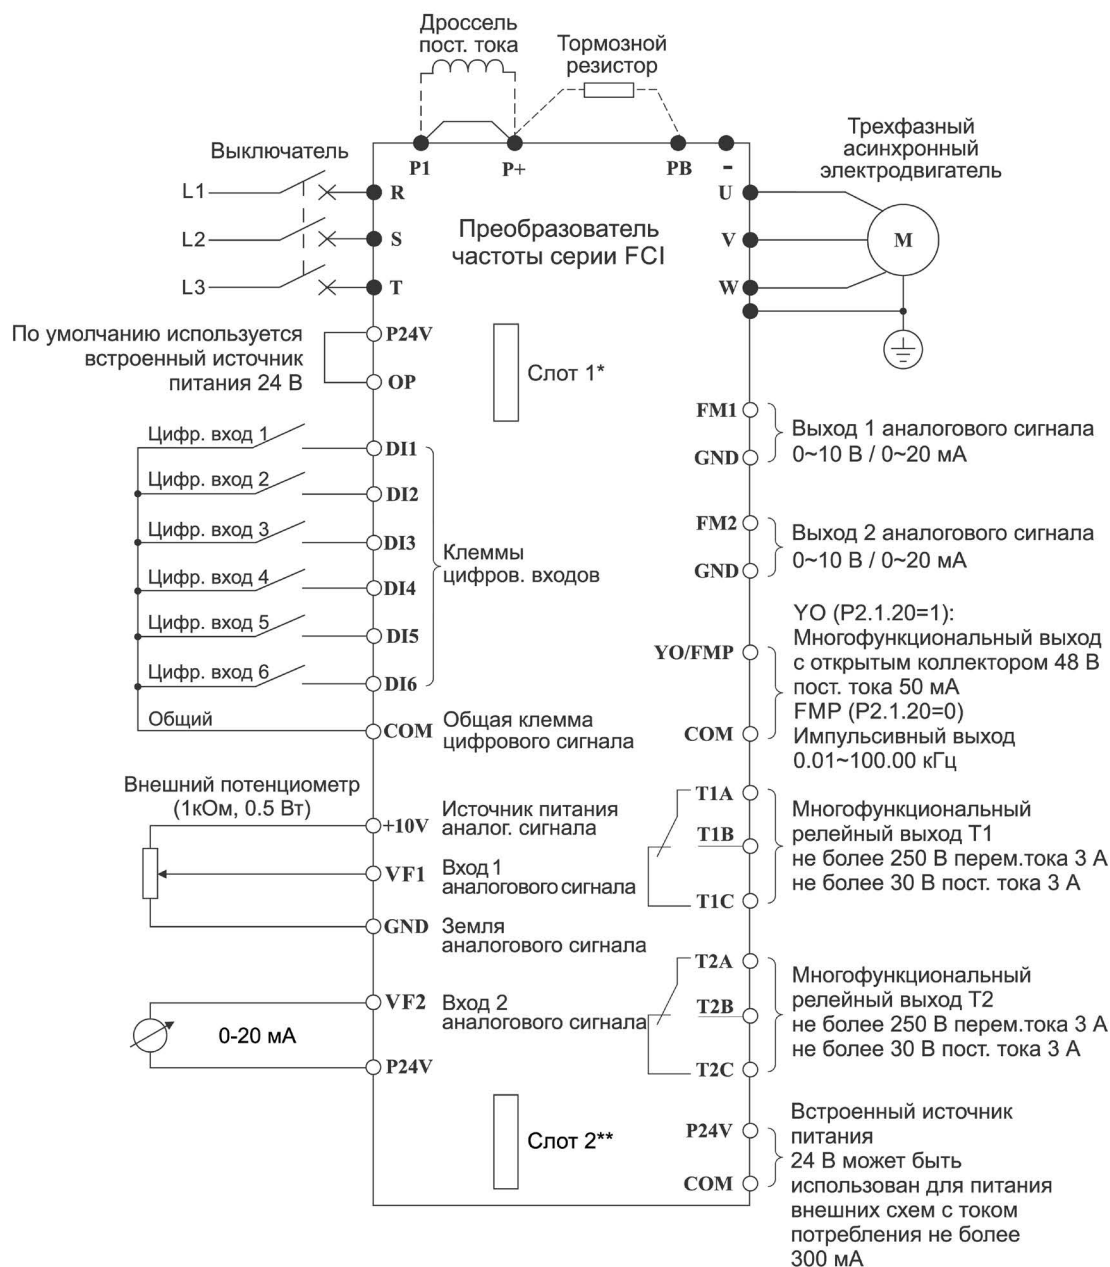 Дроссель
пост. тока
Тормозной
резистор
Выключатель
P1
P+
PB
-
Трехфазный
асинхронный
электродвигатель
L1
R
U
L2
S
V
M
L3
T
W
Преобразователь
частоты серии FCI
По умолчанию используется
встроенный источник
питания 24 В
P24V
OP
Слот 1*
Цифр. вход 1
DI1
Цифр. вход 2
DI2
Цифр. вход 3
DI3
Цифр. вход 4
DI4
Цифр. вход 5
DI5
Цифр. вход 6
DI6
Общий
COM
Клеммы
цифров. входов
Общая клемма
цифрового сигнала
Внешний потенциометр
(1кОм, 0.5 Вт)
+10V
Источник питания
аналог. сигнала
VF1
Вход 1
аналогового сигнала
GND
Земля
аналогового сигнала
VF2
Вход 2
аналогового сигнала
0-20 мА
P24V
Слот 2**
FM1
GND
Выход 1 аналогового сигнала
0~10 В / 0~20 мА
FM2
GND
Выход 2 аналогового сигнала
0~10 В / 0~20 мА
YO/FMP
COM
YO (P2.1.20=1):
Многофункциональный выход
с открытым коллектором 48 В
пост. тока 50 мА
FMP (P2.1.20=0)
Импульсивный выход
0.01~100.00 кГц
T1A
T1B
T1C
Многофункциональный
релейный выход T1
не более 250 В перем.тока 3 А
не более 30 В пост. тока 3 А
T2A
T2B
T2C
Многофункциональный
релейный выход T2
не более 250 В перем.тока 3 А
не более 30 В пост. тока 3 А
P24V
COM
Встроенный источник
питания
24 В может быть
использован для питания
внешних схем с током
потребления не более
300 мА